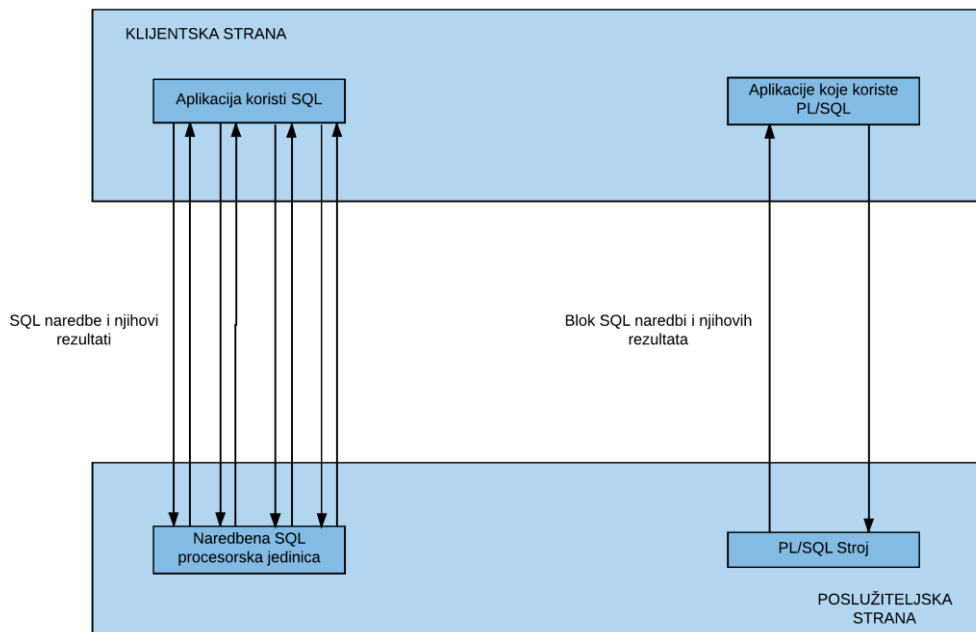 KLIJENTSKA STRANA
Aplikacija koristi SQL
Aplikacije koje koriste
PL/SQL
SQL naredbe i njihovi
rezultati
Blok SQL naredbi i njihovih
rezultata
Naredbena SQL
procesorska jedinica
PL/SQL Stroj
POSLUŽITELJSKA
STRANA